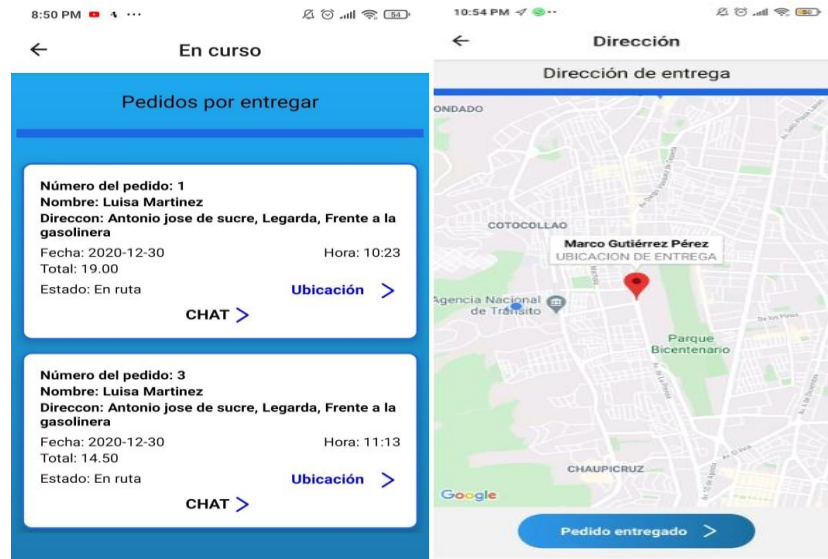 8:50 PM
54
En curso
Pedidos por entregar
Número del pedido: 1
Nombre: Luisa Martinez
Direccon: Antonio jose de sucre, Legarda, Frente a la
gasolinera
Fecha: 2020-12-30
Hora: 10:23
Total: 19.00
Estado: En ruta
Ubicación
CHAT
Número del pedido: 3
Nombre: Luisa Martinez
Direccon: Antonio jose de sucre, Legarda, Frente a la
gasolinera
Fecha: 2020-12-30
Hora: 11:13
Total: 14.50
Estado: En ruta
Ubicación
CHAT
10:54 PM
Dirección
Dirección de entrega
ONDADO
COTOCOLLAO
Marco Gutiérrez Pérez
UBICACION DE ENTREGA
Agencia Nacional
de Tránsito
Parque
Bicentenario
CHAUPICRUZ
Google
Pedido entregado